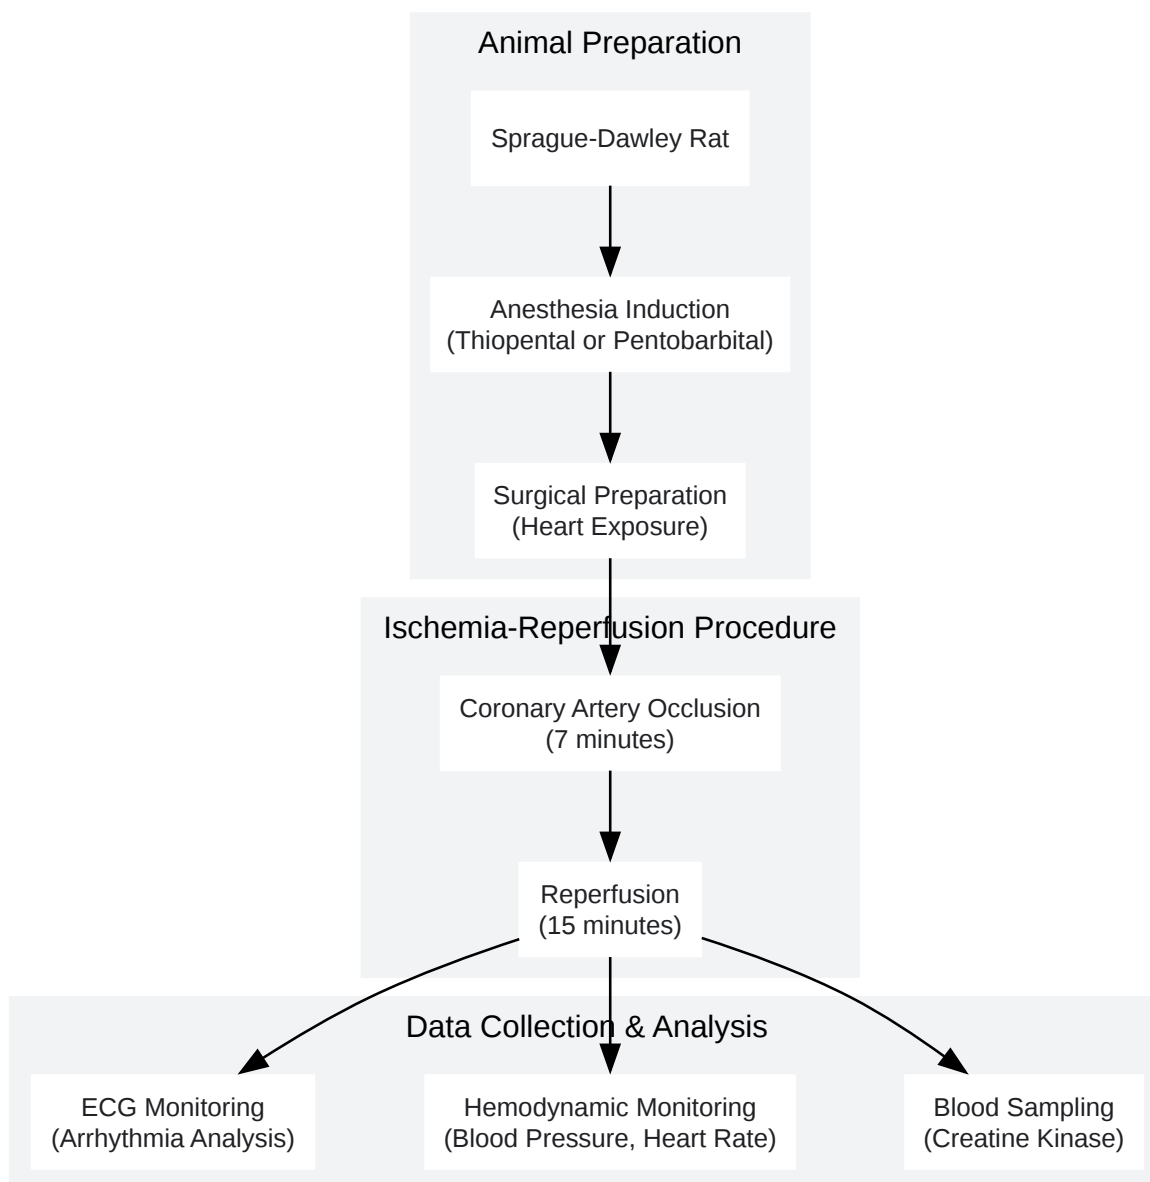 Animal Preparation
Sprague-Dawley Rat
Anesthesia Induction
(Thiopental or Pentobarbital)
Surgical Preparation
(Heart Exposure)
Ischemia-Reperfusion Procedure
Coronary Artery Occlusion
(7 minutes)
Reperfusion
(15 minutes)
Data Collection & Analysis
ECG Monitoring
(Arrhythmia Analysis)
Hemodynamic Monitoring
(Blood Pressure, Heart Rate)
Blood Sampling
(Creatine Kinase)